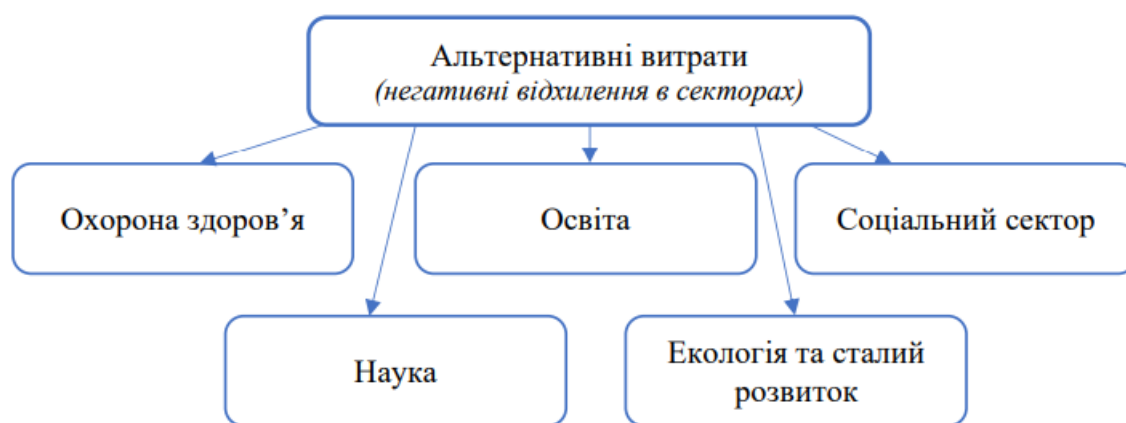 Альтернативні витрати
(негативні відхилення в секторах)
Охорона здоров’я
Освіта
Соціальний сектор
Наука
Екологія та сталий
розвиток